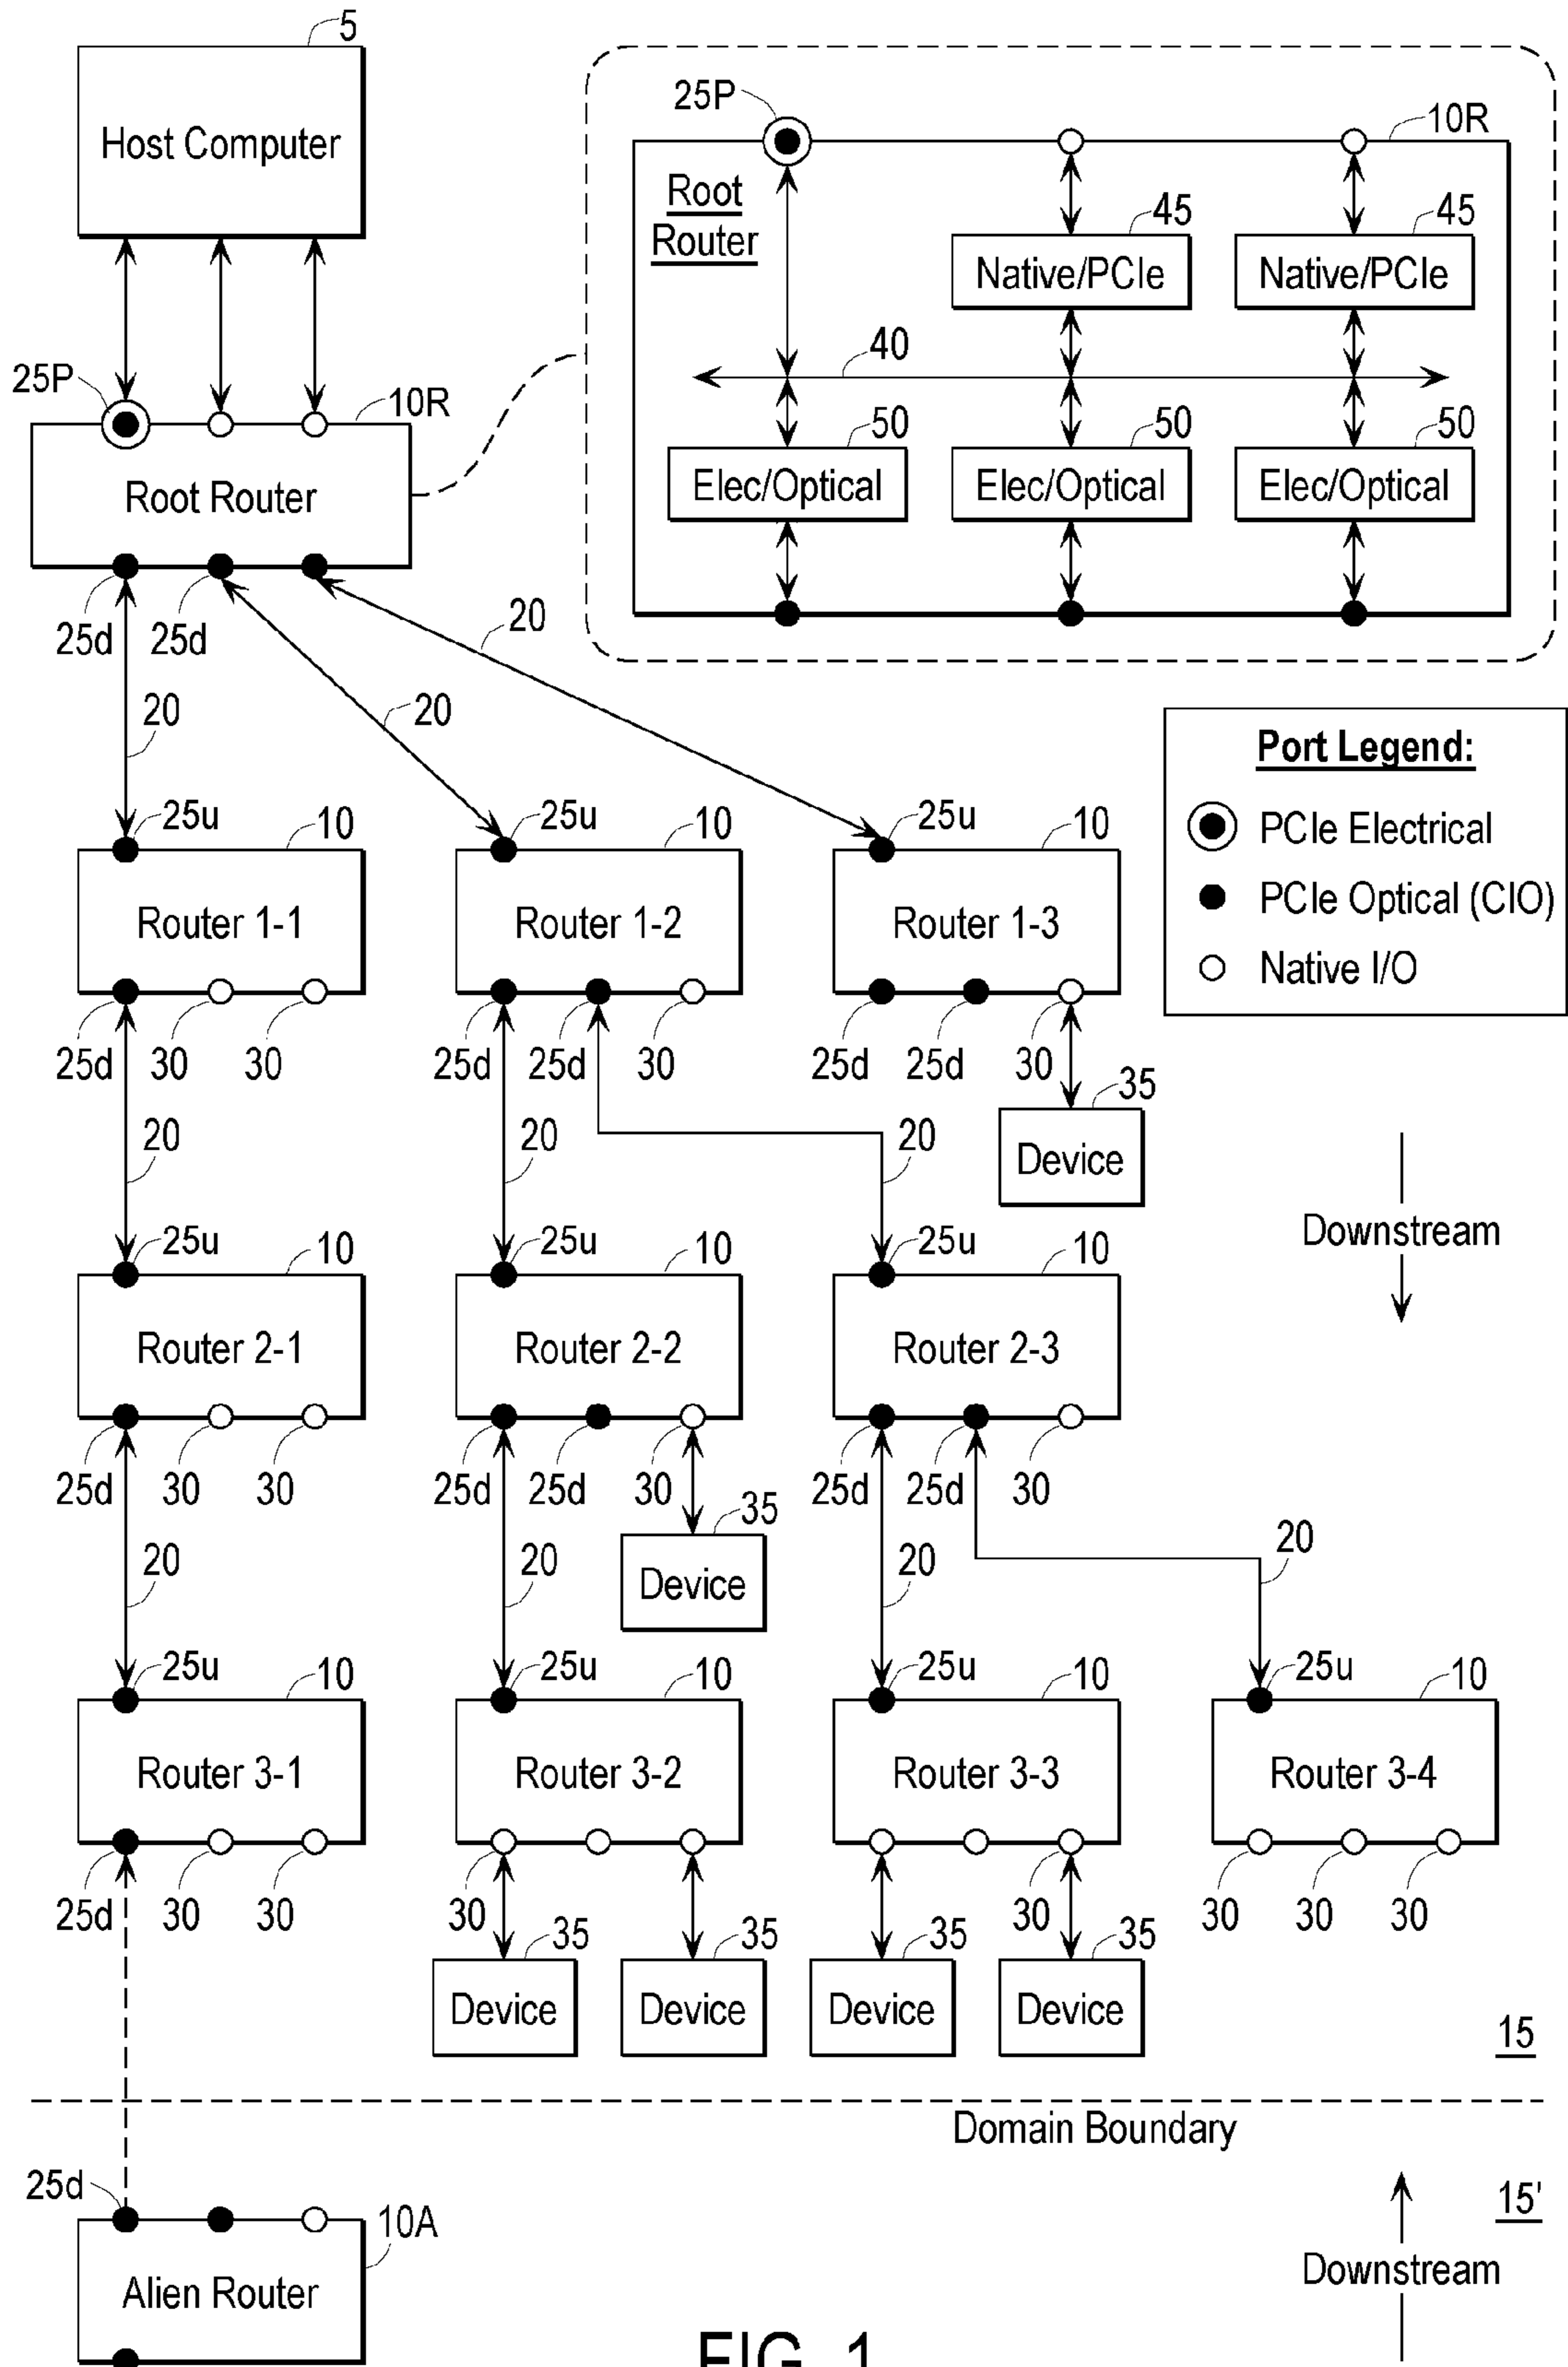 5
Host Computer
25P
10R
Root Router
25d
25d
20
20
20
25P
10R
Root
Router
45
45
Native/PCIe
Native/PCIe
40
50
50
50
Elec/Optical
Elec/Optical
Elec/Optical
Port Legend:
PCIe Electrical
PCIe Optical (CIO)
Native I/O
25u
10
25u
10
25u
10
Router 1-1
Router 1-2
Router 1-3
25d
30
30
25d
25d
30
25d
25d
30
35
Device
20
20
20
Downstream
25u
10
25u
10
25u
10
Router 2-1
Router 2-2
Router 2-3
25d
30
30
25d
25d
30
25d
25d
30
35
Device
20
20
20
20
25u
10
25u
10
25u
10
25u
10
Router 3-1
Router 3-2
Router 3-3
Router 3-4
25d
30
30
30
30
30
30
30
35
35
35
35
Device
Device
Device
Device
15
Domain Boundary
25d
10A
15'
Alien Router
Downstream
FIG. 1